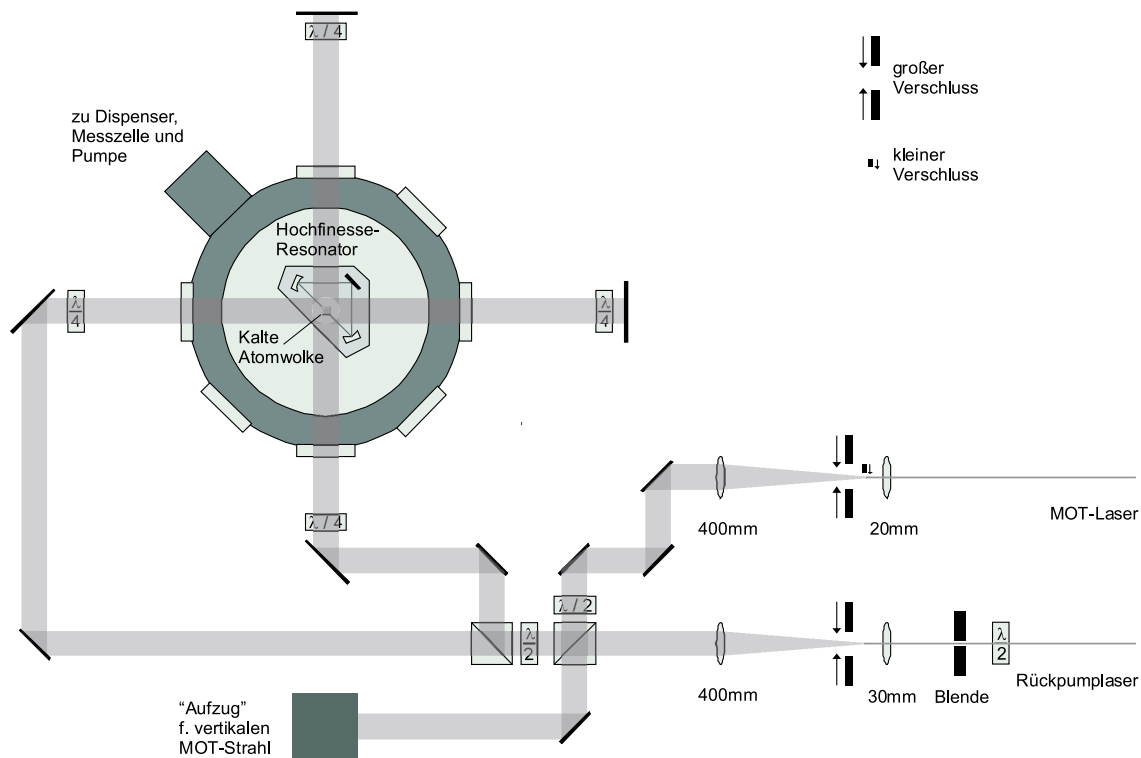 λ / 4
großer
Verschluss
kleiner
Verschluss
zu Dispenser,
Messzelle und
Pumpe
Hochfinesse-
Resonator
λ
4
λ
4
Kalte
Atomwolke
λ / 4
400mm
20mm
MOT-Laser
λ / 2
λ
2
400mm
30mm
Blende
λ
2
Rückpumplaser
"Aufzug"
f. vertikalen
MOT-Strahl